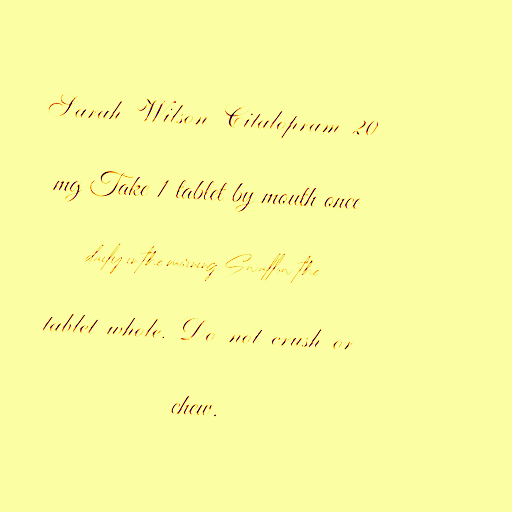 Sarah Wilson Citalopram 20
mg Take 1 tablet by mouth once
daily in the morning Swallow the
tablet whole. Do not crush or
chew.